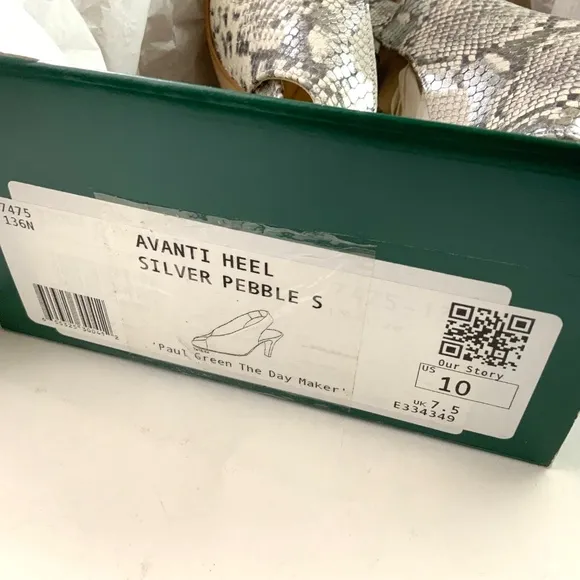 7475
136N
AVANTI HEEL
SILVER PEBBLE S
'Paul Green The Day Maker'
Our Story
US 10
UK 7.5
E334349